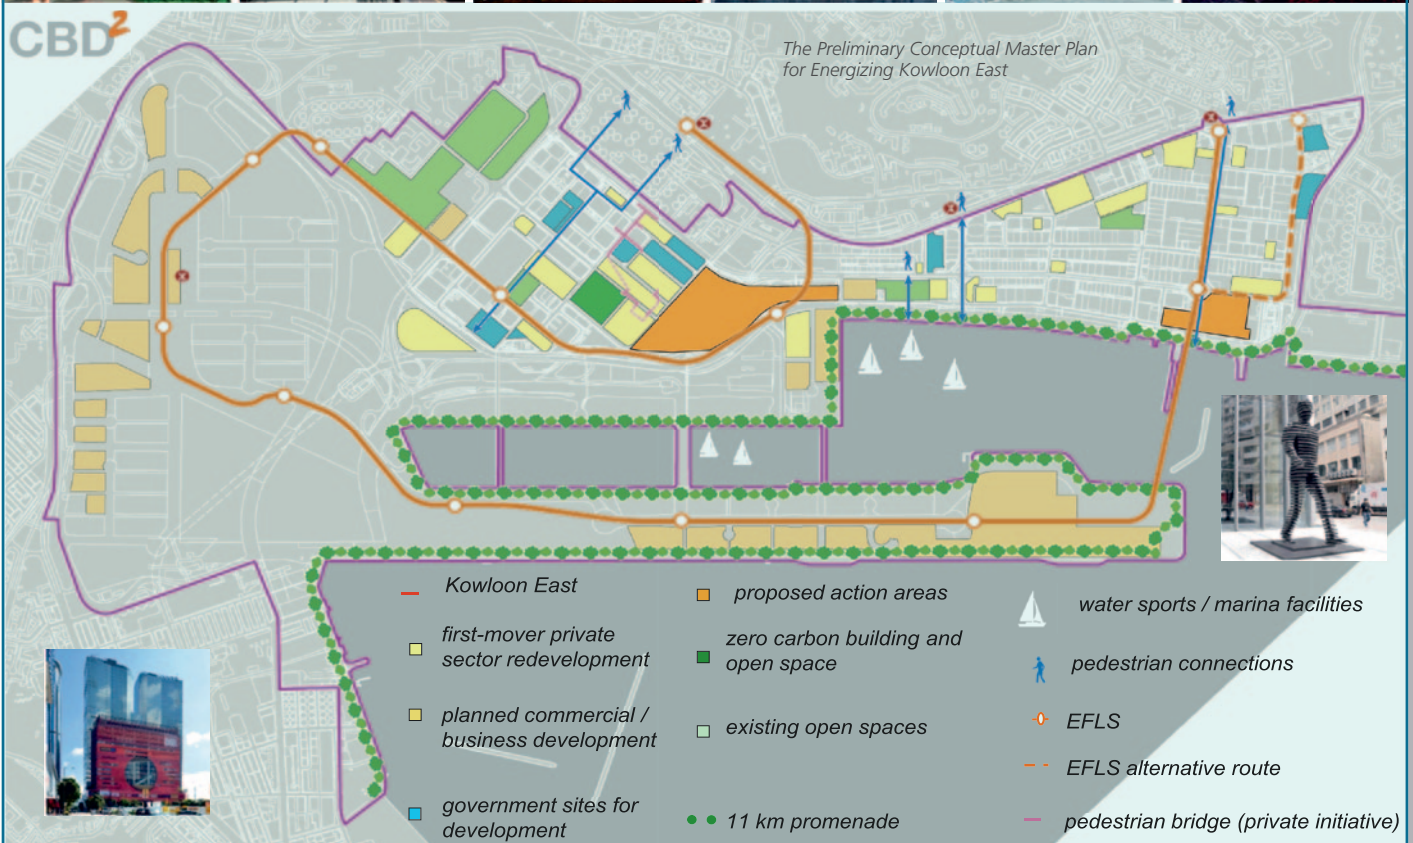 CBD²
The Preliminary Conceptual Master Plan
for Energizing Kowloon East
Kowloon East
first-mover private
sector redevelopment
planned commercial /
business development
government sites for
development
proposed action areas
zero carbon building and
open space
existing open spaces
11 km promenade
water sports / marina facilities
pedestrian connections
EFLS
EFLS alternative route
pedestrian bridge (private initiative)